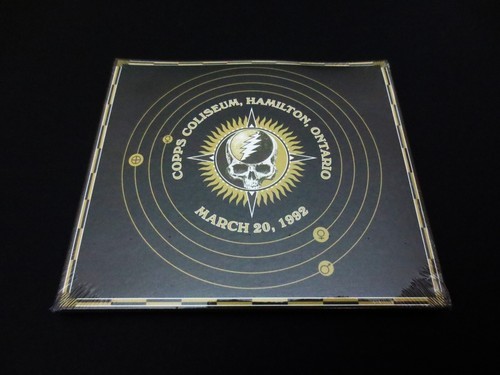 COPPS COLISEUM, HAMILTON, ONTARIO
MARCH 20, 1992